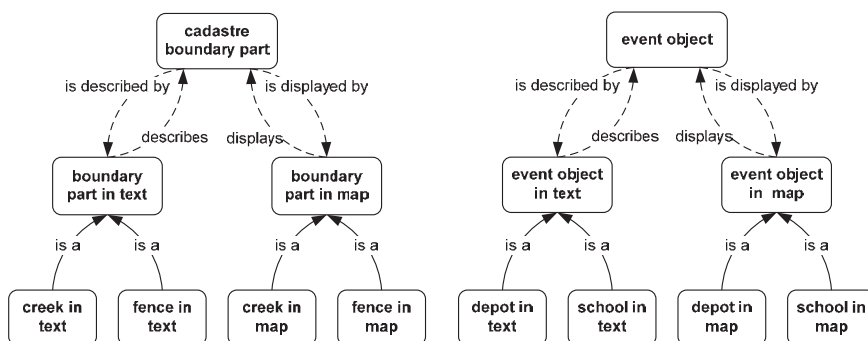 cadastre
boundary part
is described by
is displayed by
describes
displays
boundary
part in text
boundary
part in map
is a
is a
is a
is a
creek in
text
fence in
text
creek in
map
fence in
map
event object
is described by
is displayed by
describes
displays
event object
in text
event object
in map
is a
is a
is a
is a
depot in
text
school in
text
depot in
map
school in
map